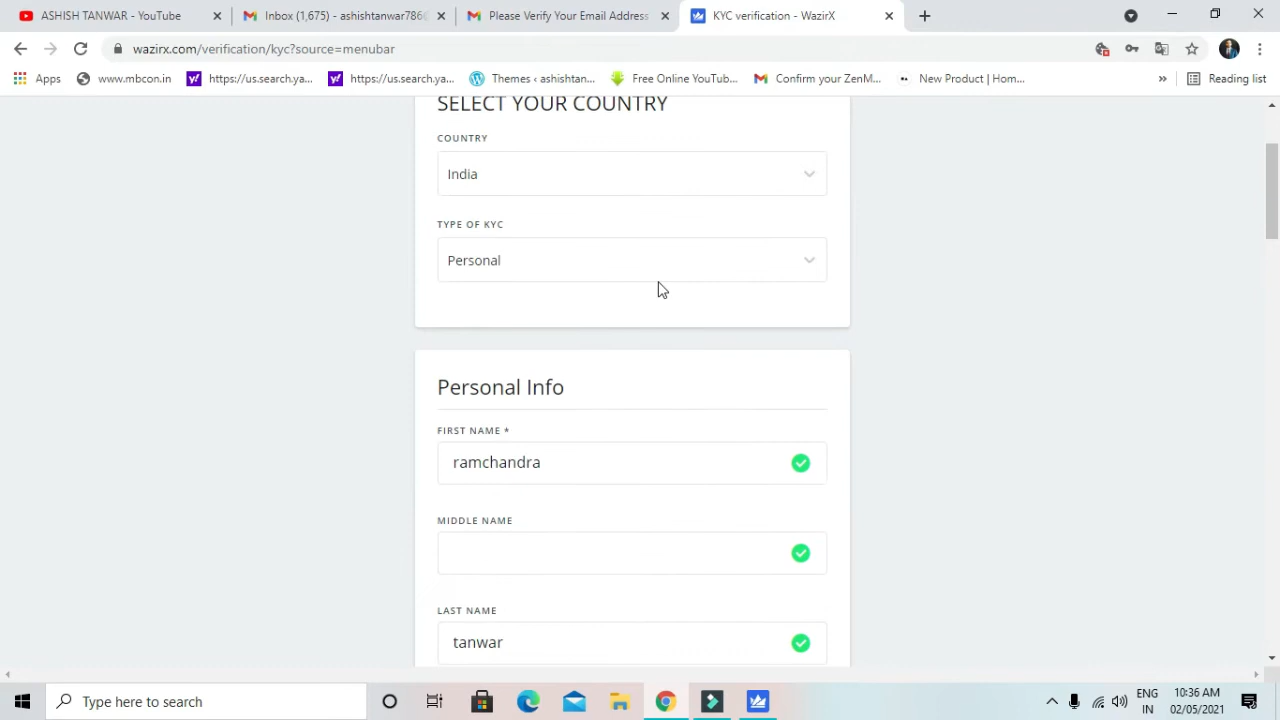 ASHISH TANWAR - YouTube
Inbox (1,675) - ashishtanwar786
Please Verify Your Email Address
KYC verification - WazirX
wazirx.com/verification/kyc?source=menubar
Apps
www.mbcon.in
https://us.search.ya...
https://us.search.ya...
Themes ‹ ashishtan...
Free Online YouTub...
Confirm your ZenM...
New Product | Hom...
»
Reading list
SELECT YOUR COUNTRY
COUNTRY
India
TYPE OF KYC
Personal
Personal Info
FIRST NAME *
ramchandra
MIDDLE NAME
LAST NAME
tanwar
Type here to search
ENG
IN
10:36 AM
02/05/2021